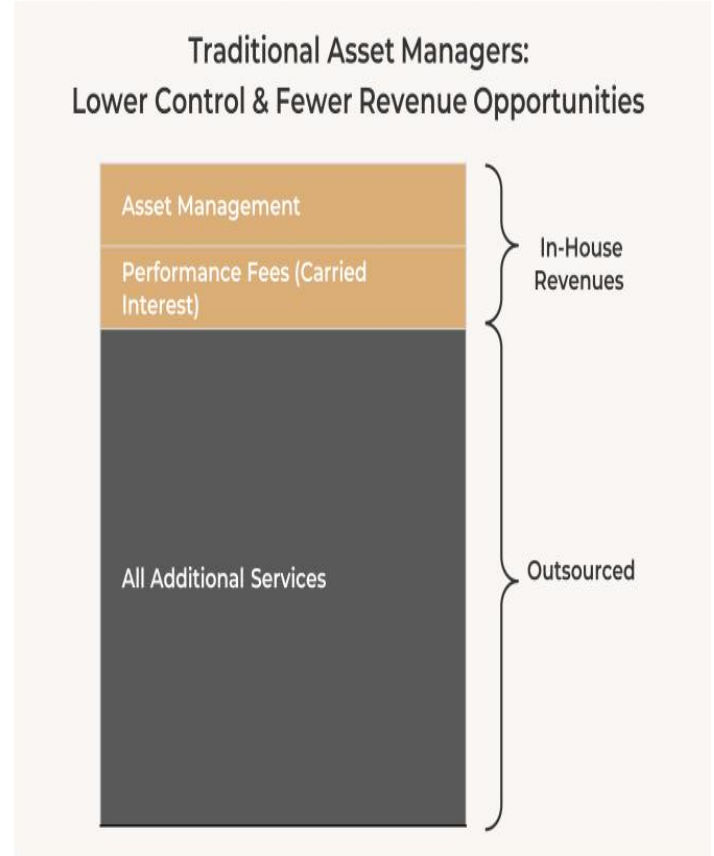 Traditional Asset Managers:
Lower Control & Fewer Revenue Opportunities
Asset Management
Performance Fees (Carried
Interest)
In-House
Revenues
All Additional Services
Outsourced